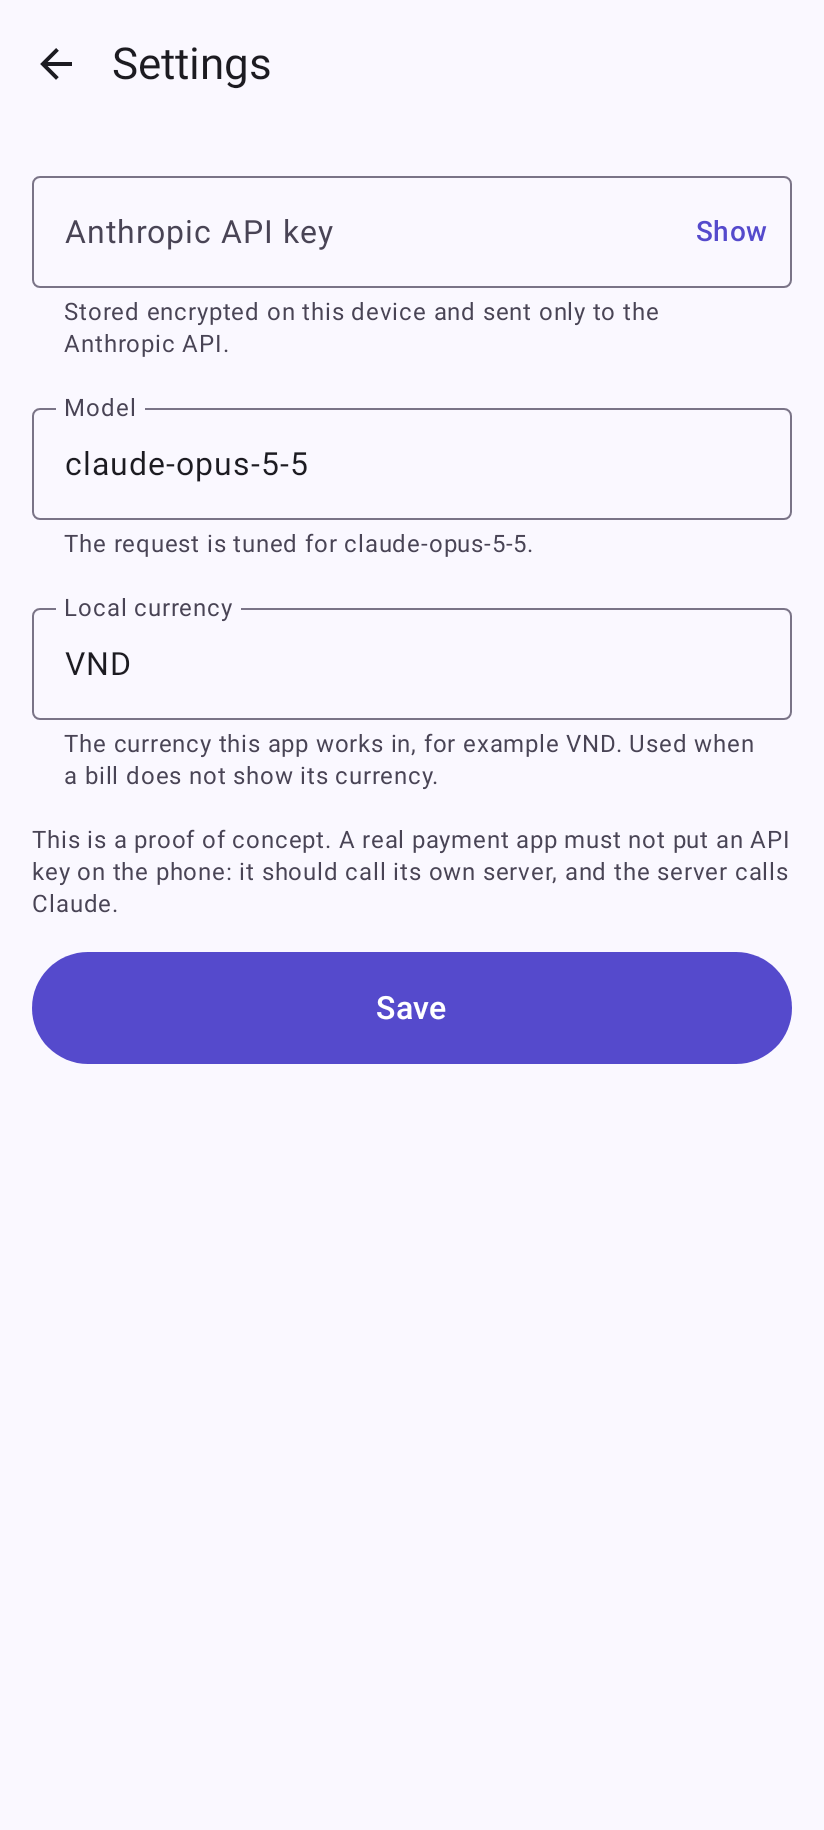 Settings
Anthropic API key
Show
Stored encrypted on this device and sent only to the
Anthropic API.
Model
claude-opus-5-5
The request is tuned for claude-opus-5-5.
Local currency
VND
The currency this app works in, for example VND. Used when
a bill does not show its currency.
This is a proof of concept. A real payment app must not put an API
key on the phone: it should call its own server, and the server calls
Claude.
Save